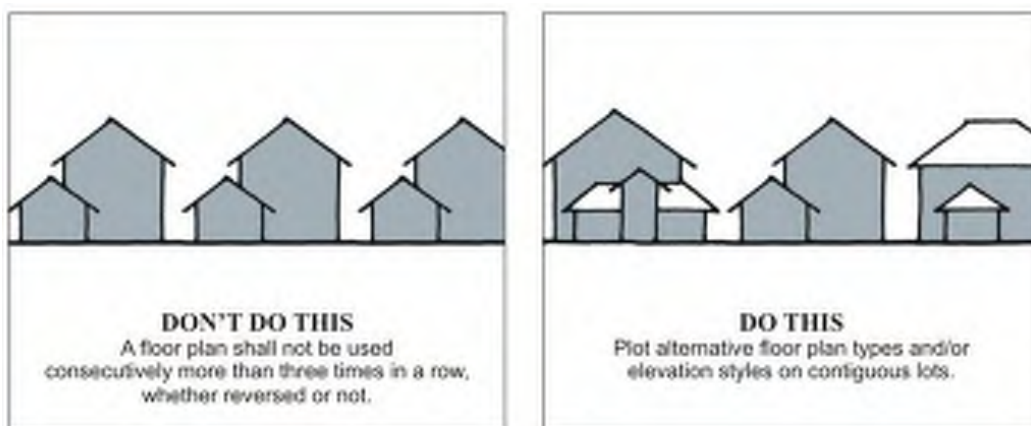 DON'T DO THIS
A floor plan shall not be used
consecutively more than three times in a row,
whether reversed or not.
DO THIS
Plot alternative floor plan types and/or
elevation styles on contiguous lots.